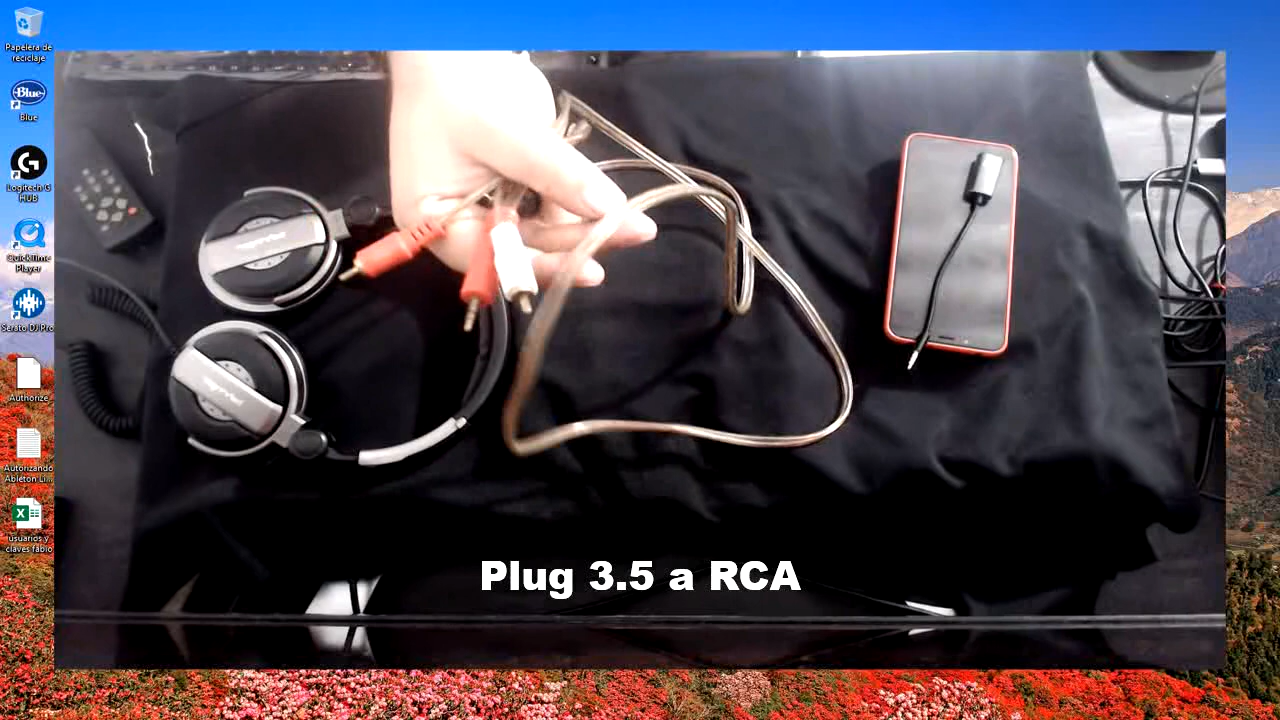 Papelera de
reciclaje
Blue
Blue
Logitech G
HUB
QuickTime
Player
Serato DJ Pro
Authorize
Autorizando
Ableton Li...
usuarios y
claves fabio
Plug 3.5 a RCA